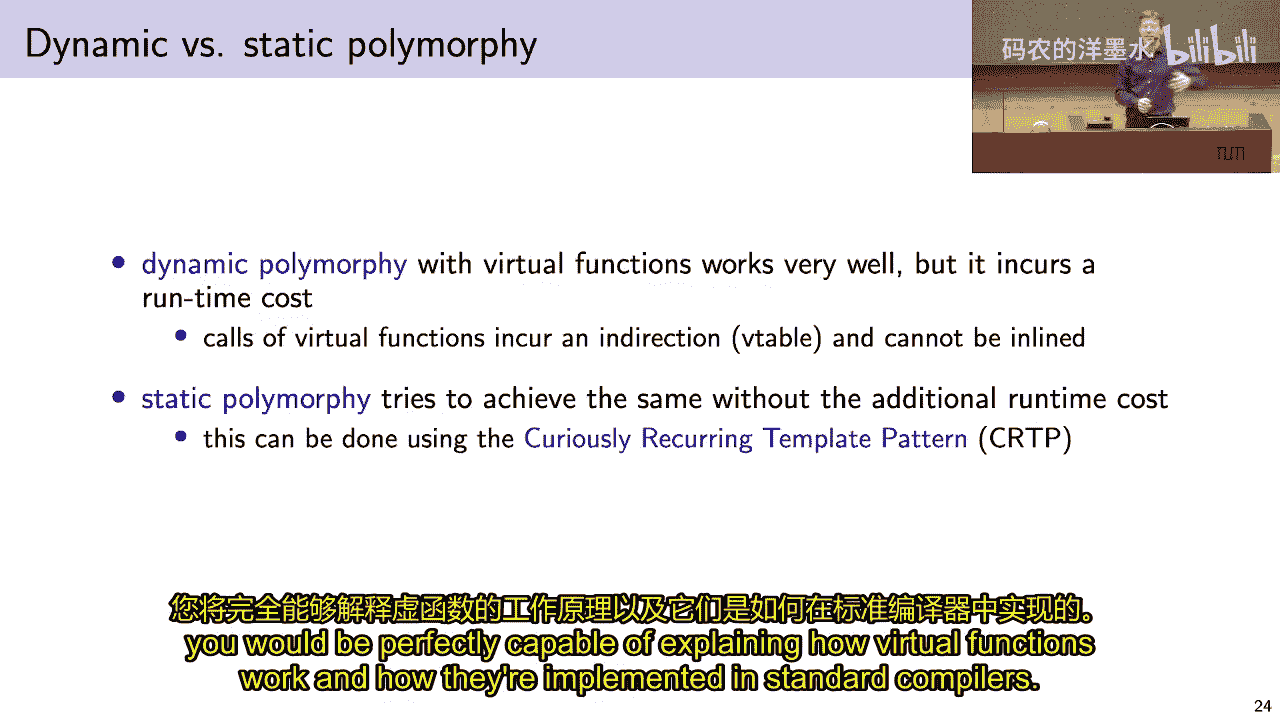 Dynamic vs. static polymorphy
码农的洋墨水 bilibili
TUM
• dynamic polymorphy with virtual functions works very well, but it incurs a
run-time cost
• calls of virtual functions incur an indirection (vtable) and cannot be inlined
• static polymorphy tries to achieve the same without the additional runtime cost
• this can be done using the Curiously Recurring Template Pattern (CRTP)
您将完全能够解释虚函数的工作原理以及它们是如何在标准编译器中实现的。
you would be perfectly capable of explaining how virtual functions
work and how they're implemented in standard compilers.
24